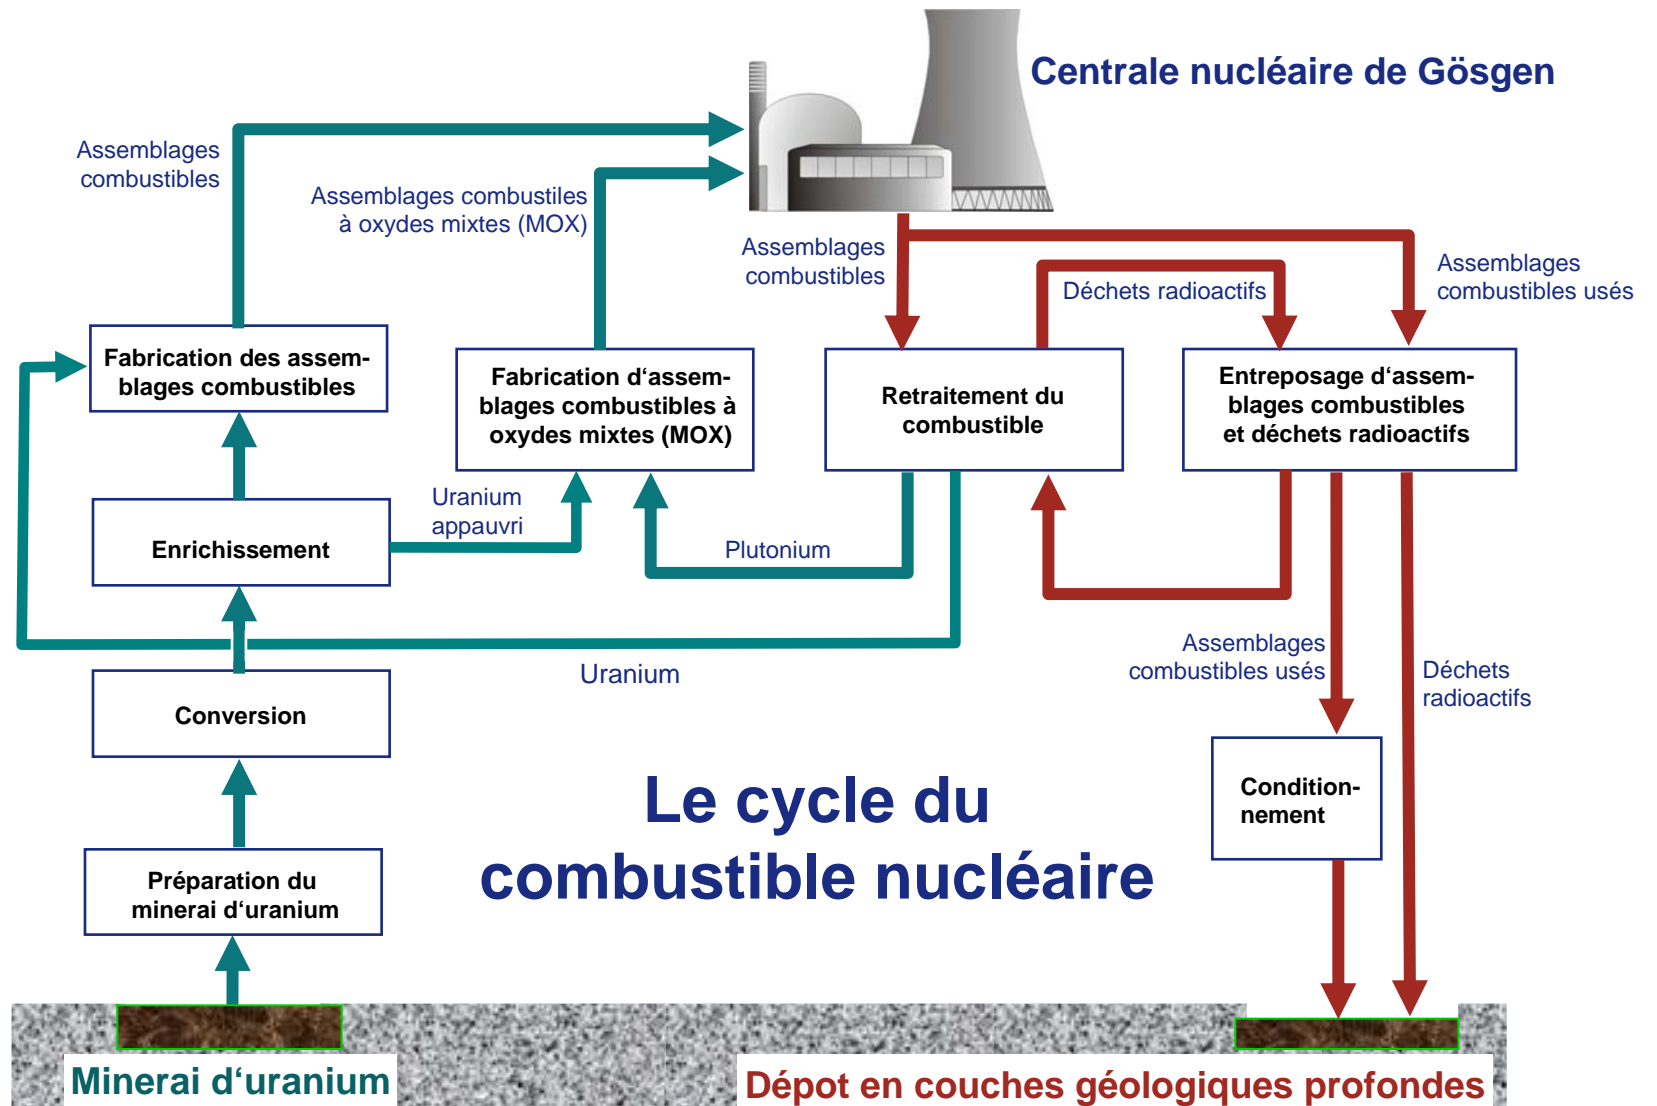 Centrale nucléaire de Gösgen
Assemblages
combustibles
Assemblages combustiles
à oxydes mixtes (MOX)
Assemblages
combustibles
Déchets radioactifs
Assemblages
combustibles usés
Fabrication des assem-
blages combustibles
Fabrication d‘assem-
blages combustibles à
oxydes mixtes (MOX)
Retraitement du
combustible
Entreposage d‘assem-
blages combustibles
et déchets radioactifs
Uranium
appauvri
Enrichissement
Plutonium
Uranium
Assemblages
combustibles usés
Déchets
radioactifs
Conversion
Le cycle du
combustible nucléaire
Condition-
nement
Préparation du
minerai d‘uranium
Minerai d‘uranium
Dépot en couches géologiques profondes